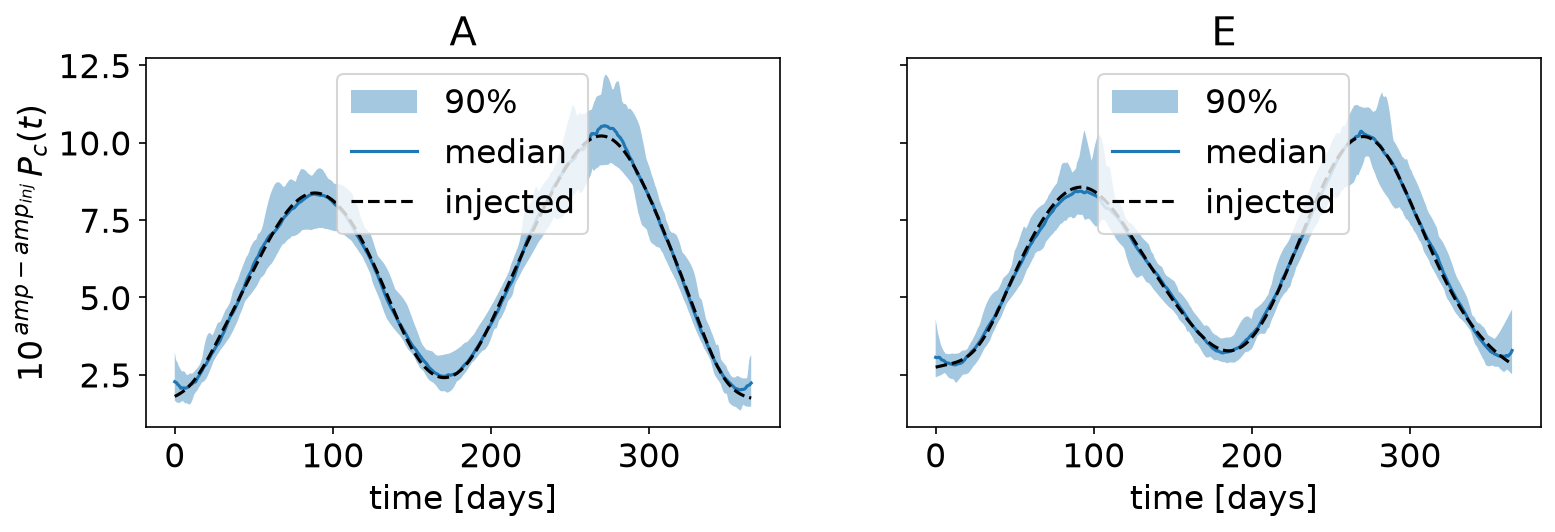 A
E
10^{amp − amp_{inj}} P_c(t)
12.5
10.0
7.5
5.0
2.5
90%
median
injected
90%
median
injected
0 100 200 300
0 100 200 300
time [days]
time [days]